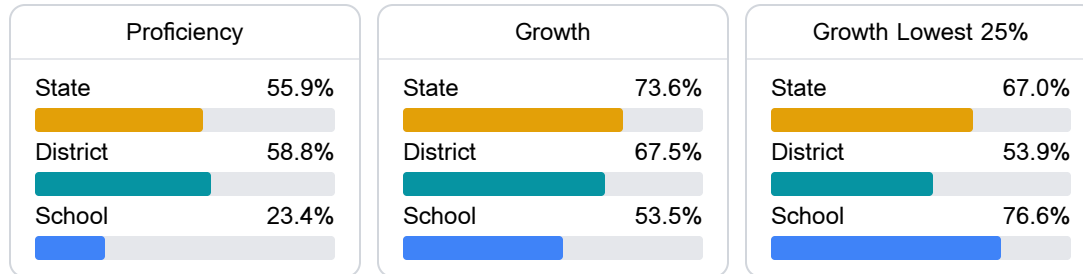 Proficiency
State 55.9%
District 58.8%
School 23.4%
Growth
State 73.6%
District 67.5%
School 53.5%
Growth Lowest 25%
State 67.0%
District 53.9%
School 76.6%